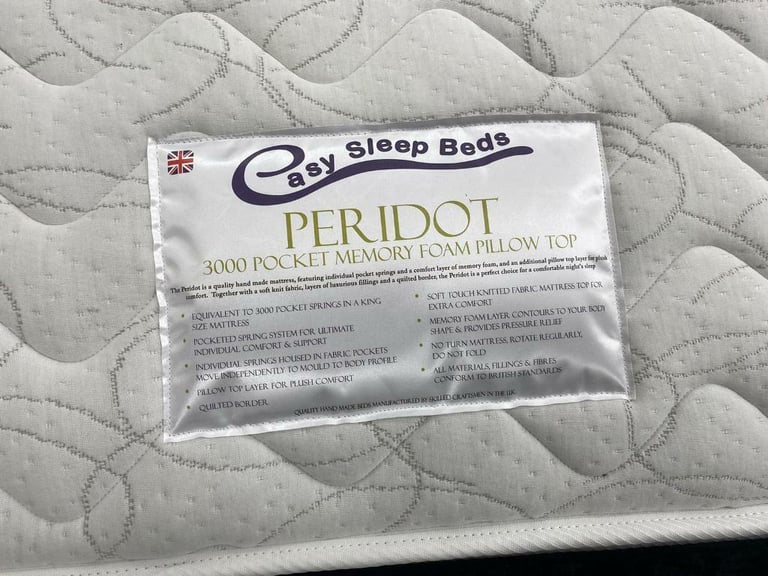 easy Sleep Beds
PERIDOT
3000 POCKET MEMORY FOAM PILLOW TOP
The Peridot is a quality hand made mattress, featuring individual pocket springs and a comfort layer of memory foam, and an additional pillow top layer for plush
comfort. Together with a soft knit fabric, layers of luxurious fillings and a quilted border, the Peridot is a perfect choice for a comfortable night's sleep
• EQUIVALENT TO 3000 POCKET SPRINGS IN A KING
SIZE MATTRESS
• POCKETED SPRING SYSTEM FOR ULTIMATE
INDIVIDUAL COMFORT & SUPPORT
• INDIVIDUAL SPRINGS HOUSED IN FABRIC POCKETS
MOVE INDEPENDENTLY TO MOULD TO BODY PROFILE
• PILLOW TOP LAYER FOR PLUSH COMFORT
• QUILTED BORDER
• SOFT TOUCH KNITTED FABRIC MATTRESS TOP FOR
EXTRA COMFORT
• MEMORY FOAM LAYER CONTOURS TO YOUR BODY
SHAPE & PROVIDES PRESSURE RELIEF
• NO TURN MATTRESS, ROTATE REGULARLY,
DO NOT FOLD
• ALL MATERIALS, FILLINGS & FIBRES
CONFORM TO BRITISH STANDARDS
QUALITY HAND MADE BEDS MANUFACTURED BY SKILLED CRAFTSMEN IN THE UK